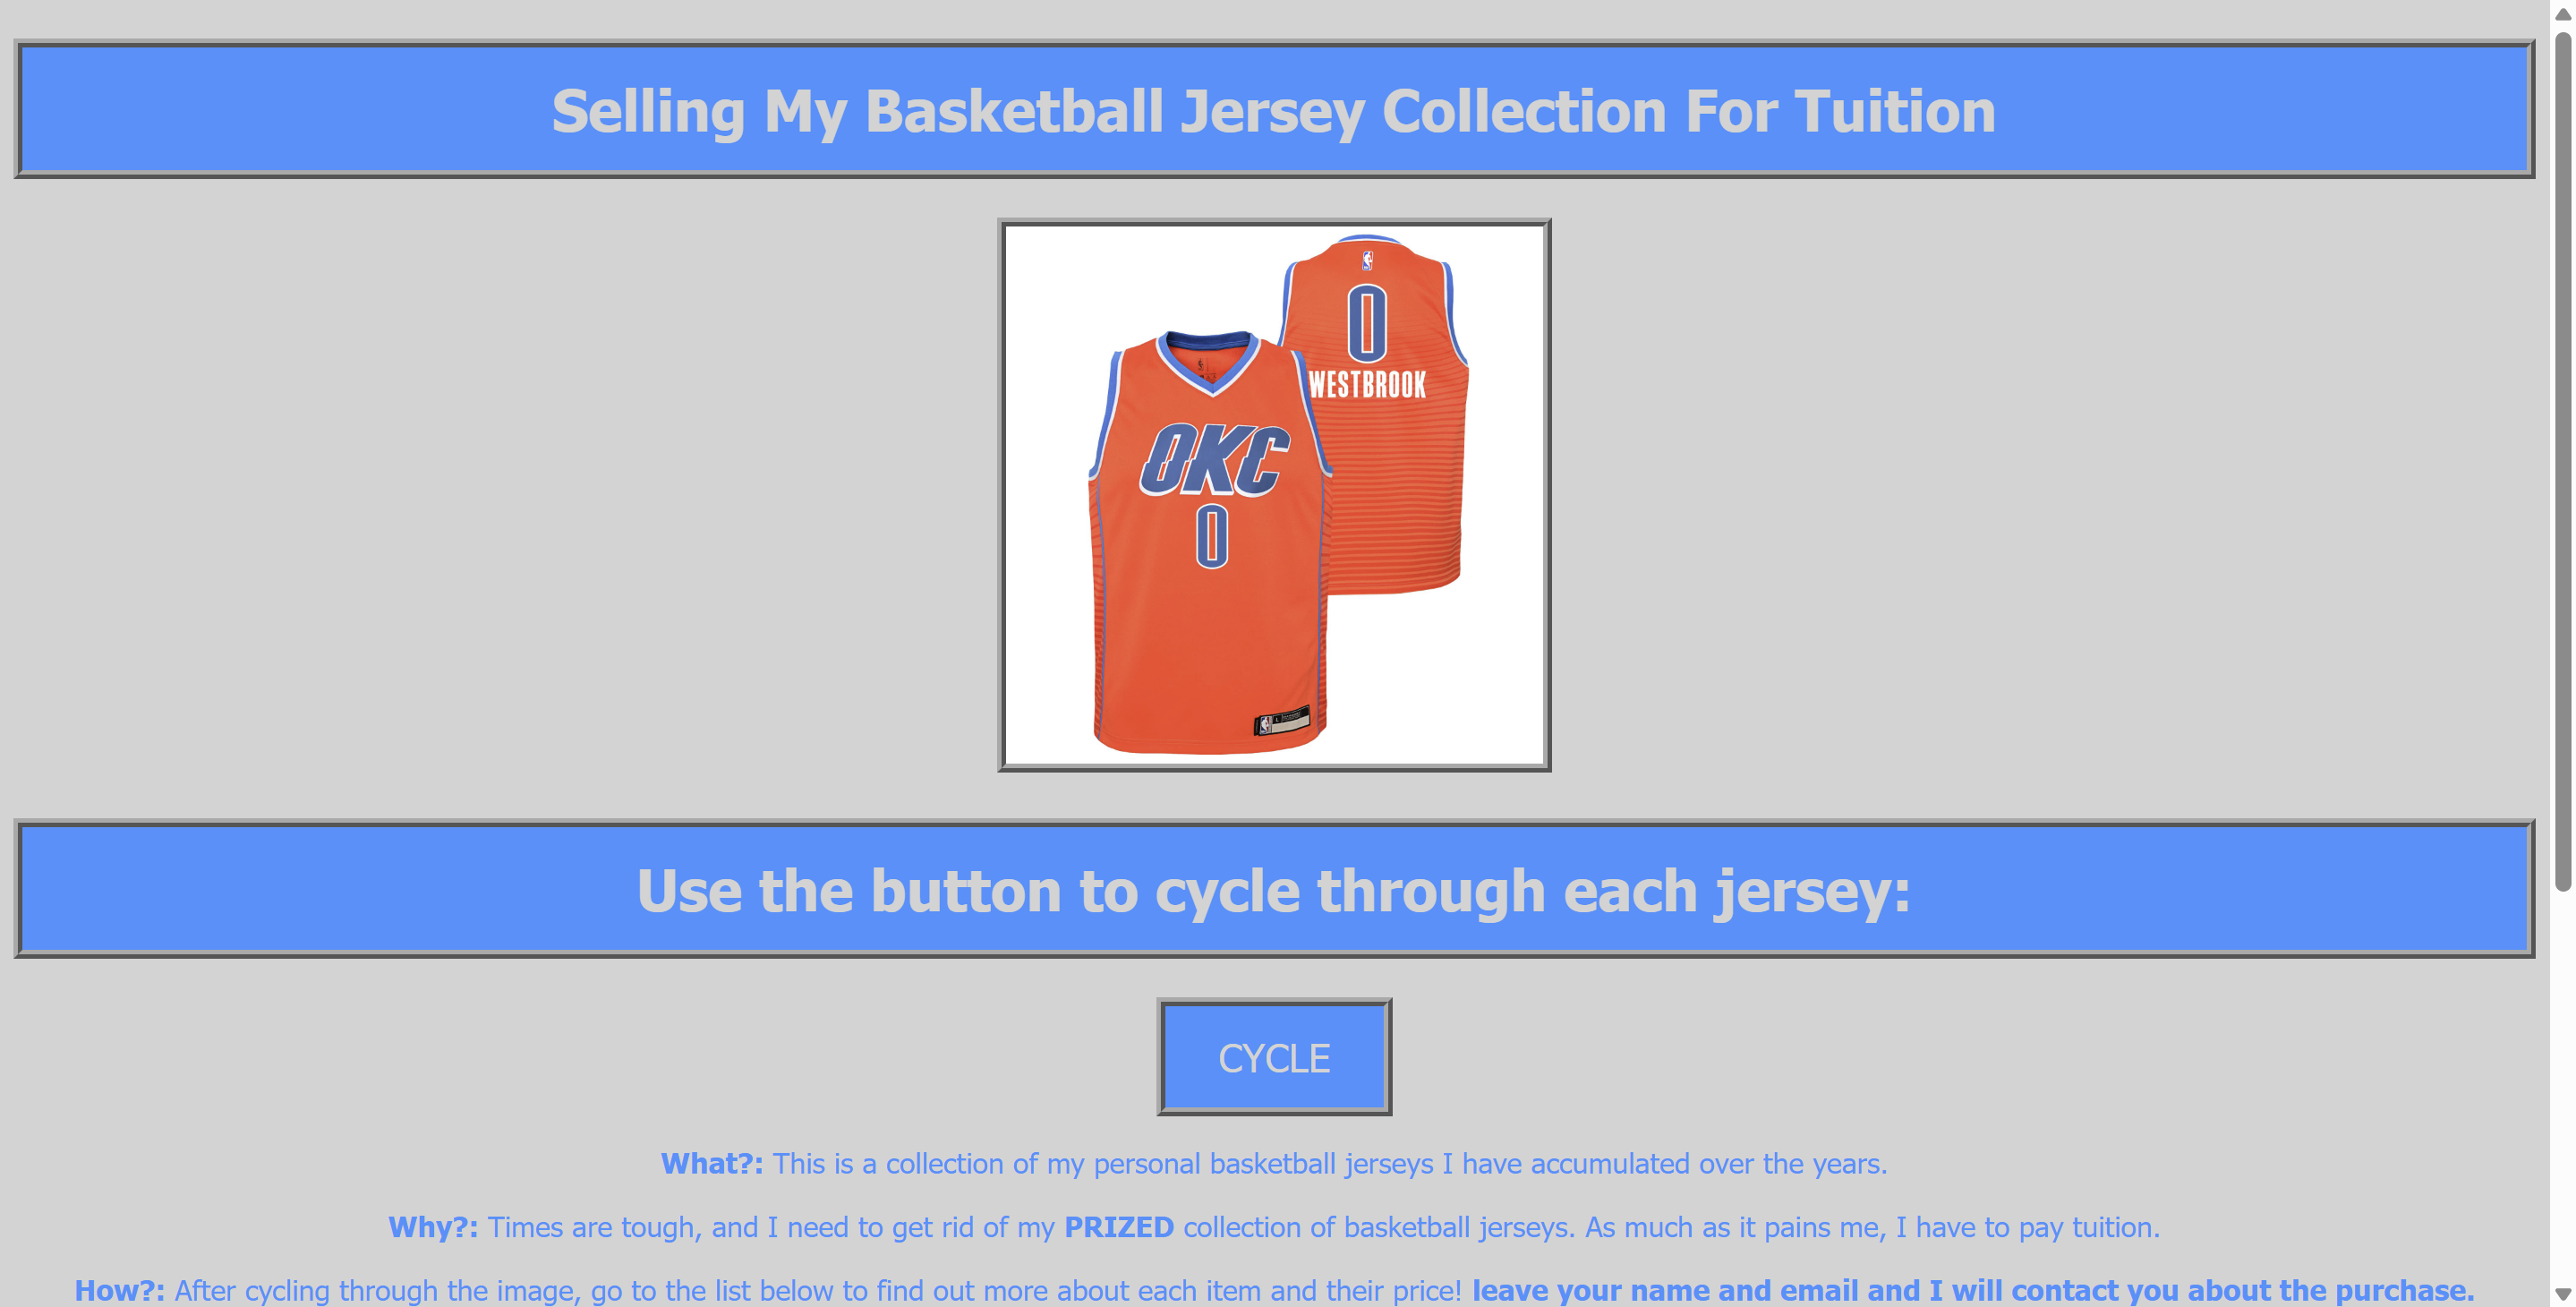 Selling My Basketball Jersey Collection For Tuition
0
WESTBROOK
OKC
0
Use the button to cycle through each jersey:
CYCLE
What?: This is a collection of my personal basketball jerseys I have accumulated over the years.
Why?: Times are tough, and I need to get rid of my PRIZED collection of basketball jerseys. As much as it pains me, I have to pay tuition.
How?: After cycling through the image, go to the list below to find out more about each item and their price! leave your name and email and I will contact you about the purchase.